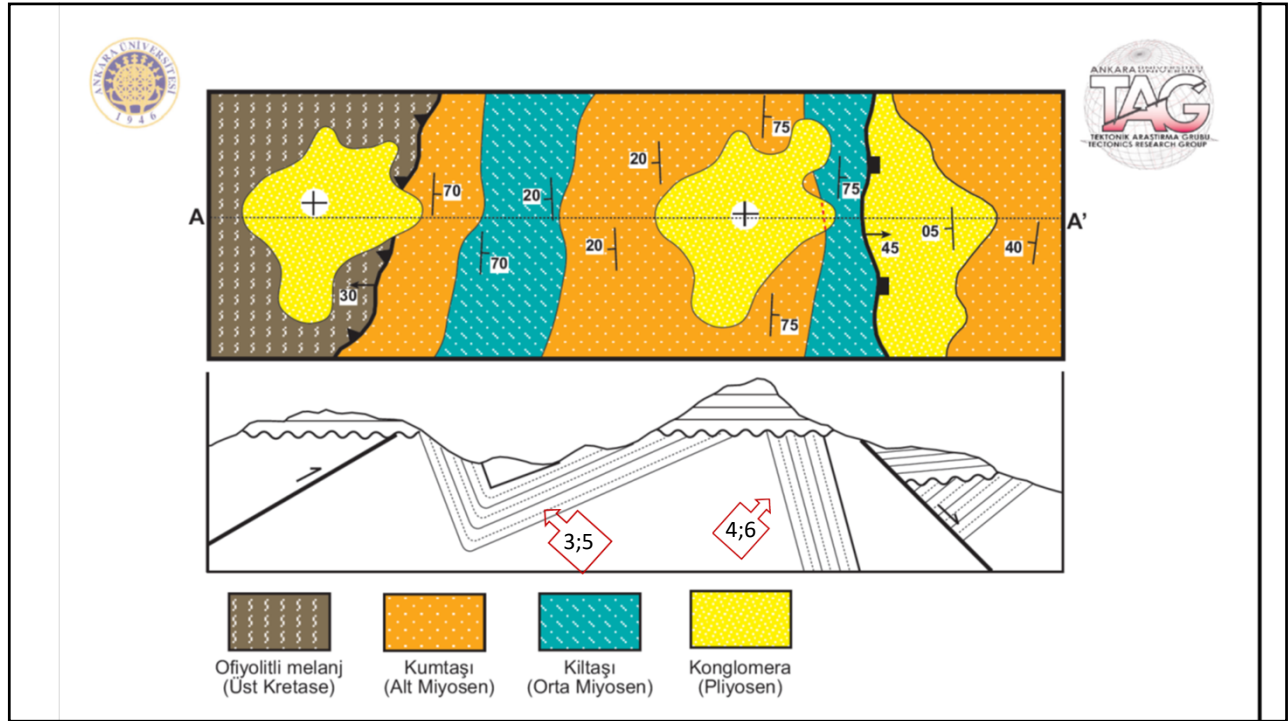 ANKARA ÜNİVERSİTESİ
1946
ANKARA UNIVERSITY
TAG
TEKTONİK ARAŞTIRMA GRUBU
TECTONICS RESEARCH GROUP
75
20
70
20
75
A
A'
20
05
45
40
70
30
75
3;5
4;6
Ofiyolitli melanj
(Üst Kretase)
Kumtaşı
(Alt Miyosen)
Kiltaşı
(Orta Miyosen)
Konglomera
(Pliyosen)